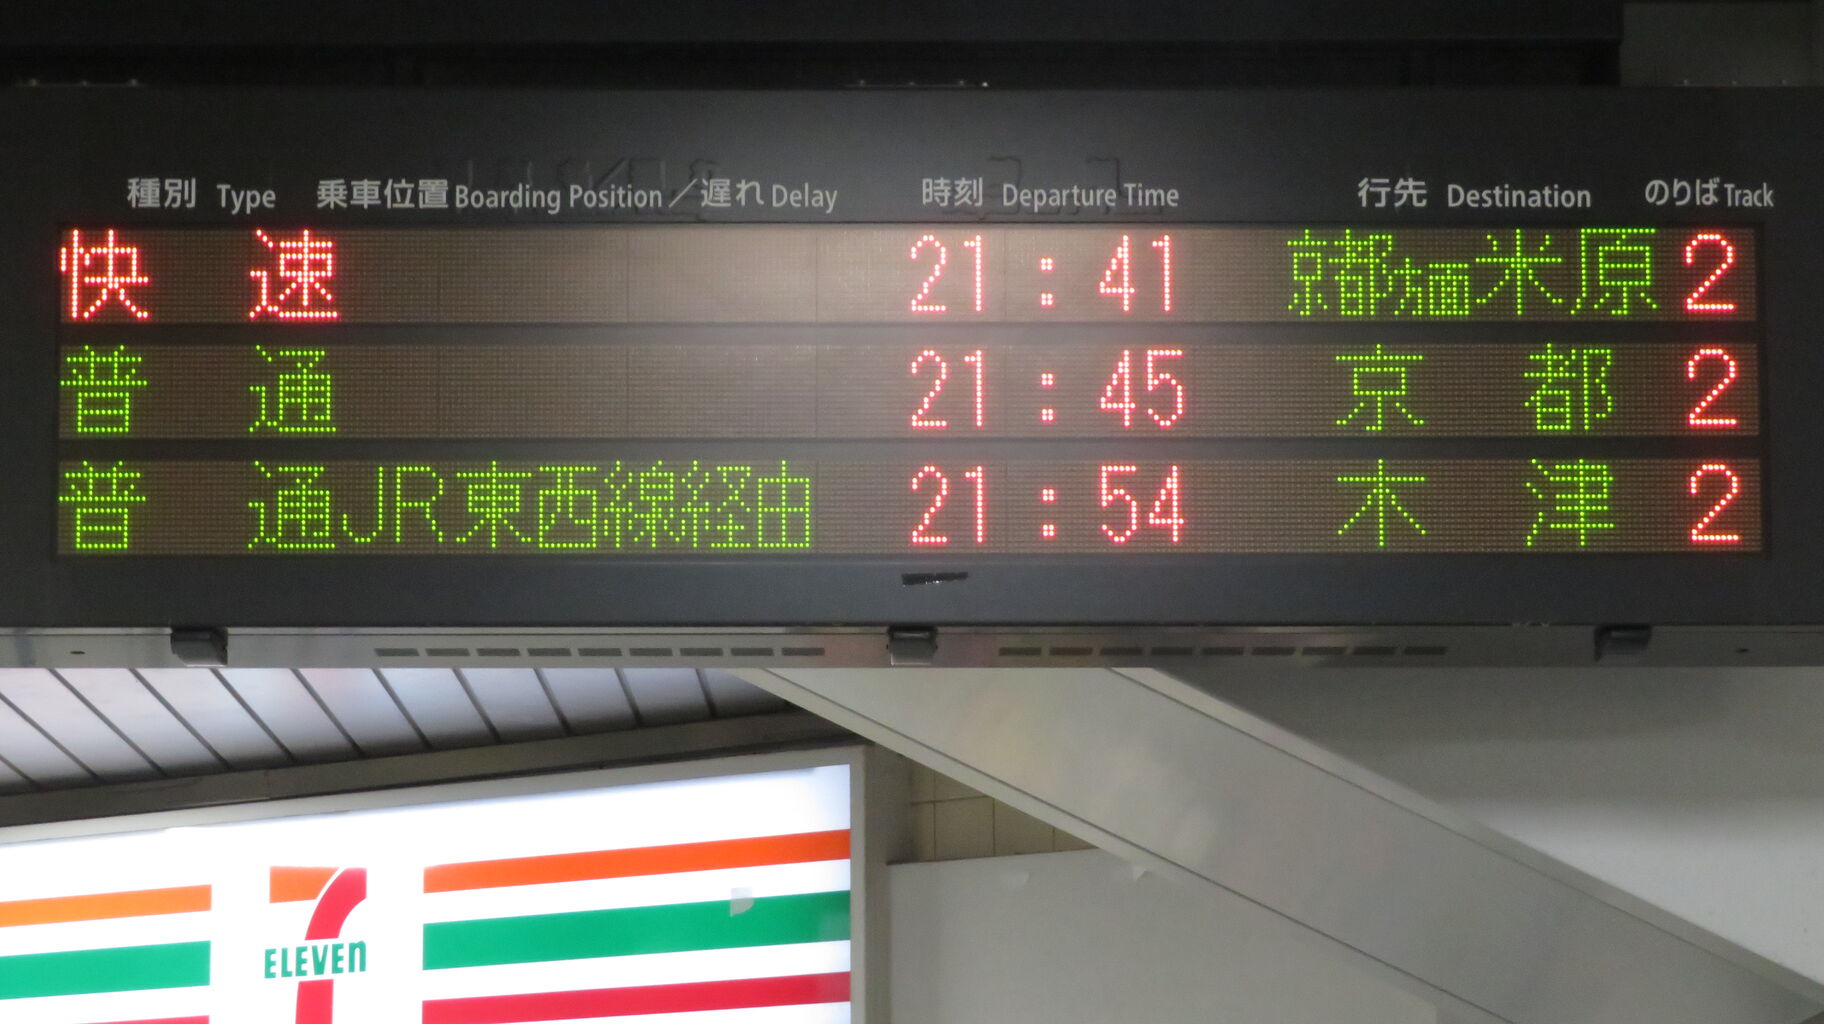 種別 Type 乗車位置 Boarding Position／遅れ Delay 時刻 Departure Time 行先 Destination のりば Track
快速 21:41 京都方面米原 2
普通 21:45 京都 2
普通 JR東西線経由 21:54 木津 2
7
ELEVEn